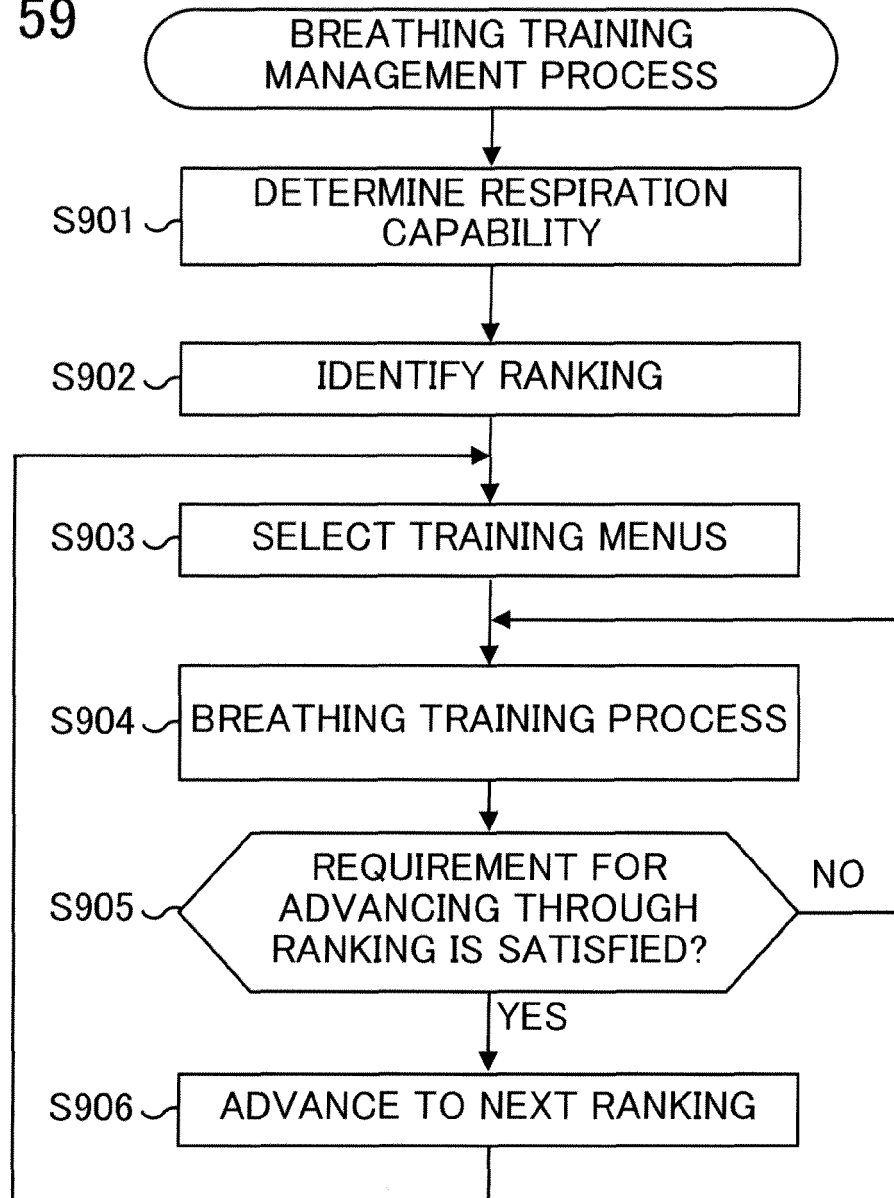 59
BREATHING TRAINING
MANAGEMENT PROCESS
S901
DETERMINE RESPIRATION
CAPABILITY
S902
IDENTIFY RANKING
S903
SELECT TRAINING MENUS
S904
BREATHING TRAINING PROCESS
S905
REQUIREMENT FOR
ADVANCING THROUGH
RANKING IS SATISFIED?
NO
YES
S906
ADVANCE TO NEXT RANKING